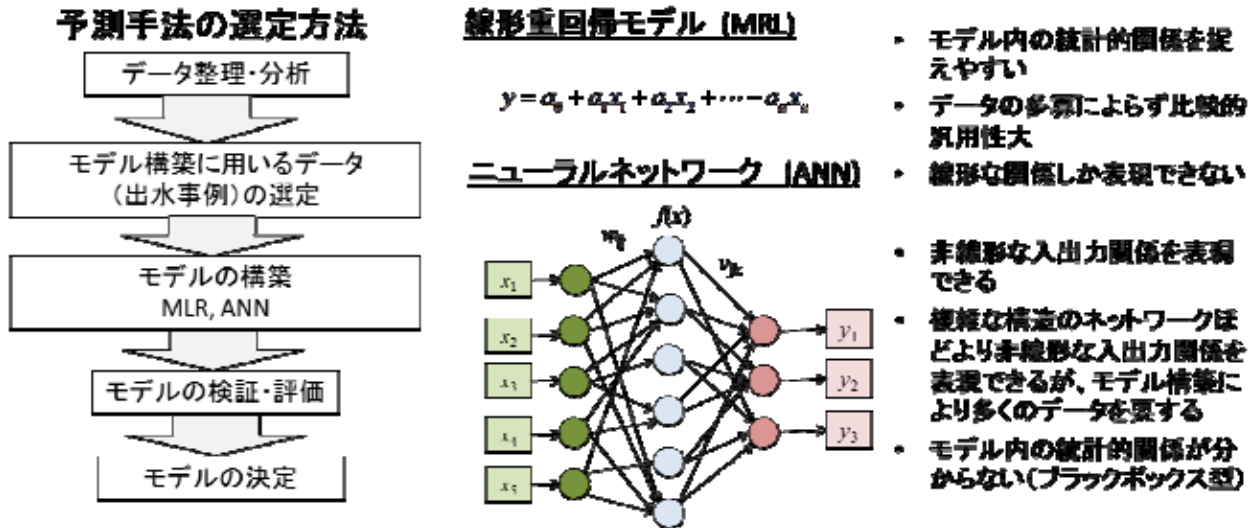 予測手法の選定方法
データ整理・分析
モデル構築に用いるデータ
(出水事例)の選定
モデルの構築
MLR, ANN
モデルの検証・評価
モデルの決定
線形重回帰モデル (MRL)
y = a₀ + a₁x₁ + a₂x₂ + ⋯ − aₙxₙ
ニューラルネットワーク (ANN)
f(x)
wᵢⱼ
vⱼₖ
x₁
x₂
x₃
x₄
x₅
y₁
y₂
y₃
• モデル内の統計的関係を捉
えやすい
• データの多寡によらず比較的
汎用性大
• 線形な関係しか表現できない
• 非線形な入出力関係を表現
できる
• 複雑な構造のネットワークほ
どより非線形な入出力関係を
表現できるが、モデル構築に
より多くのデータを要する
• モデル内の統計的関係が分
からない(ブラックボックス型)